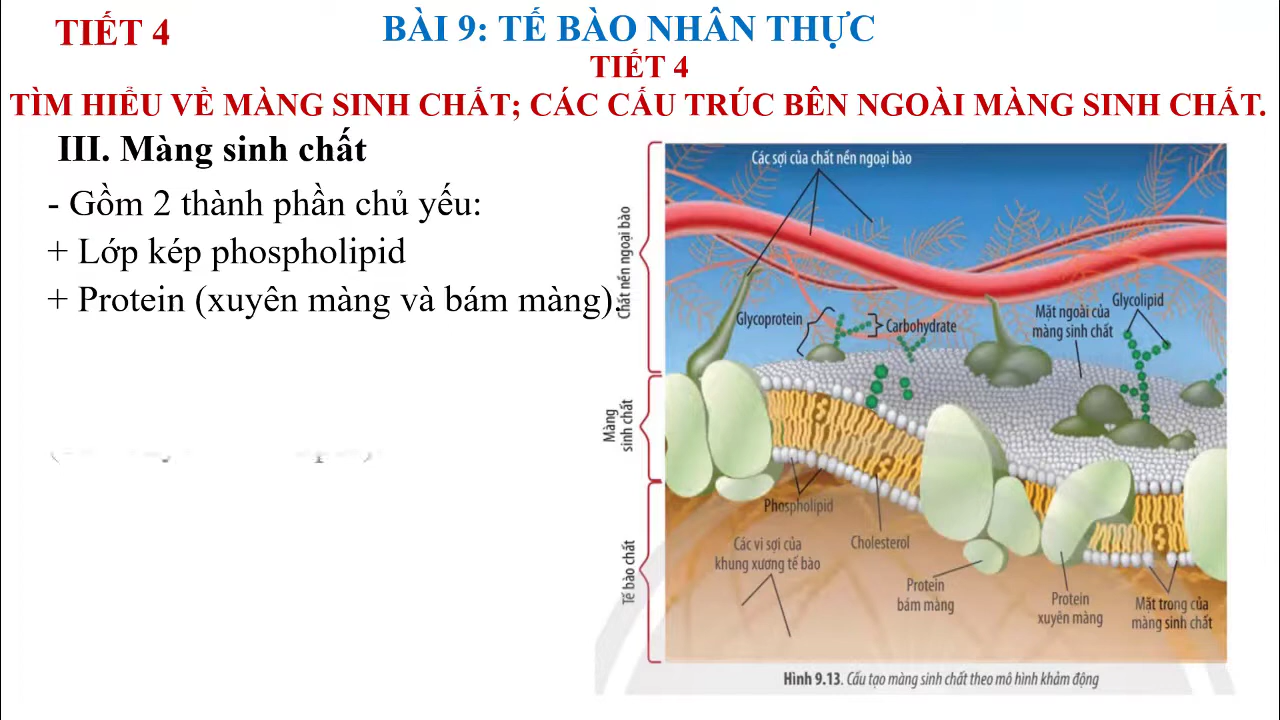 TIẾT 4
BÀI 9: TẾ BÀO NHÂN THỰC
TIẾT 4
TÌM HIỂU VỀ MÀNG SINH CHẤT; CÁC CẤU TRÚC BÊN NGOÀI MÀNG SINH CHẤT.
III. Màng sinh chất
- Gồm 2 thành phần chủ yếu:
+ Lớp kép phospholipid
+ Protein (xuyên màng và bám màng).
Chất nền ngoại bào
Màng
sinh chất
Tế bào chất
Các sợi của chất nền ngoại bào
Glycoprotein
Carbohydrate
Mặt ngoài của
màng sinh chất
Glycolipid
Phospholipid
Cholesterol
Các vi sợi của
khung xương tế bào
Protein
bám màng
Protein
xuyên màng
Mặt trong của
màng sinh chất
Hình 9.13. Cấu tạo màng sinh chất theo mô hình khảm động